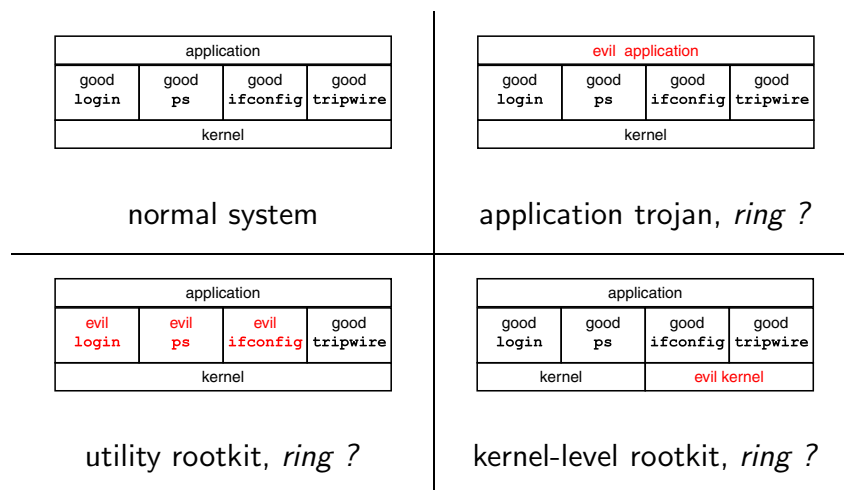 application
good good good good
login ps ifconfig tripwire
kernel
normal system
evil application
good good good good
login ps ifconfig tripwire
kernel
application trojan, ring ?
application
evil evil evil good
login ps ifconfig tripwire
kernel
utility rootkit, ring ?
application
good good good good
login ps ifconfig tripwire
kernel evil kernel
kernel-level rootkit, ring ?